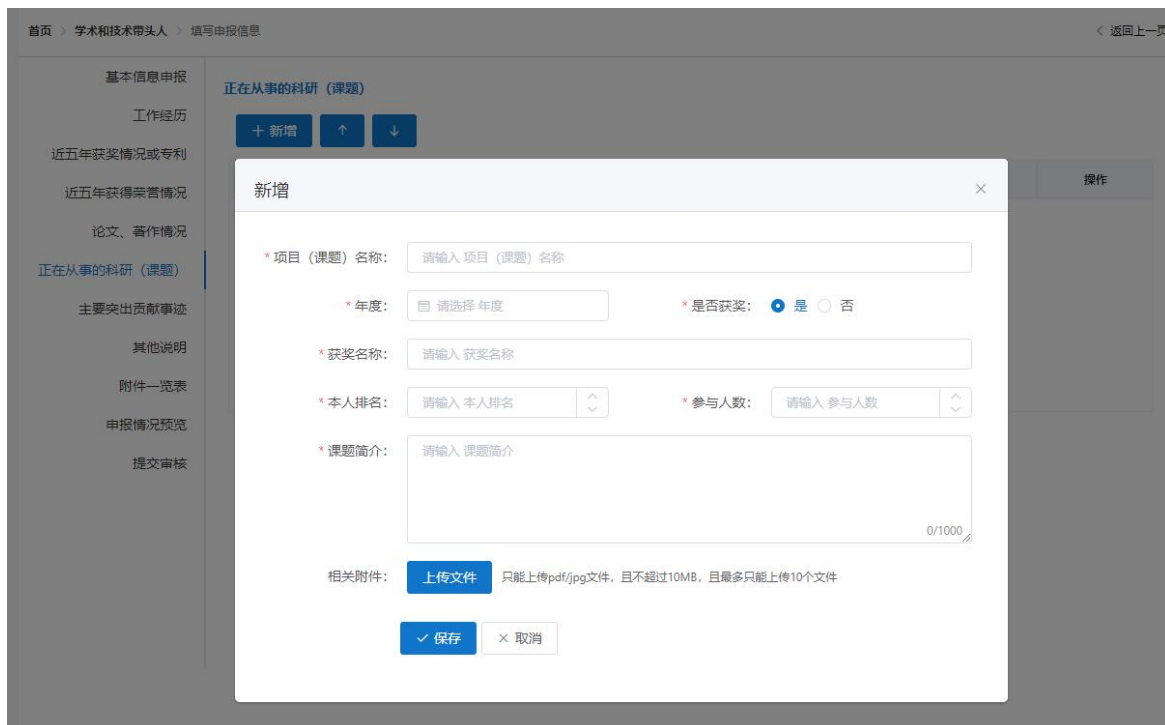 首页 > 学术和技术带头人 > 填写申报信息
< 返回上一页
基本信息申报
工作经历
近五年获奖情况或专利
近五年获得荣誉情况
论文、著作情况
正在从事的科研（课题）
主要突出贡献事迹
其他说明
附件一览表
申报情况预览
提交审核
正在从事的科研（课题）
+ 新增 ↑ ↓
操作
新增 ×
* 项目（课题）名称： 请输入 项目（课题）名称
* 年度： 请选择 年度 * 是否获奖： 是 否
* 获奖名称： 请输入 获奖名称
* 本人排名： 请输入 本人排名 * 参与人数： 请输入 参与人数
* 课题简介： 请输入 课题简介
0/1000
相关附件： 上传文件 只能上传pdf/jpg文件，且不超过10MB，且最多只能上传10个文件
✓ 保存 × 取消